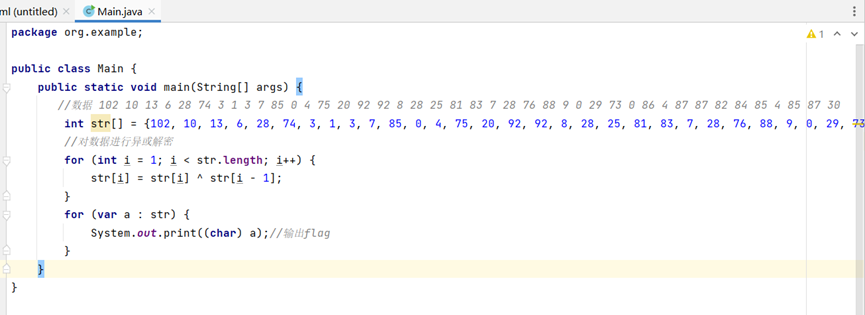 ml (untitled) Main.java
package org.example;
1
public class Main {
public static void main(String[] args) {
//数据 102 10 13 6 28 74 3 1 3 7 85 0 4 75 20 92 92 8 28 25 81 83 7 28 76 88 9 0 29 73 0 86 4 87 87 82 84 85 4 85 87 30
int str[] = {102, 10, 13, 6, 28, 74, 3, 1, 3, 7, 85, 0, 4, 75, 20, 92, 92, 8, 28, 25, 81, 83, 7, 28, 76, 88, 9, 0, 29, 73
//对数据进行异或解密
for (int i = 1; i < str.length; i++) {
str[i] = str[i] ^ str[i - 1];
}
for (var a : str) {
System.out.print((char) a);//输出flag
}
}
}